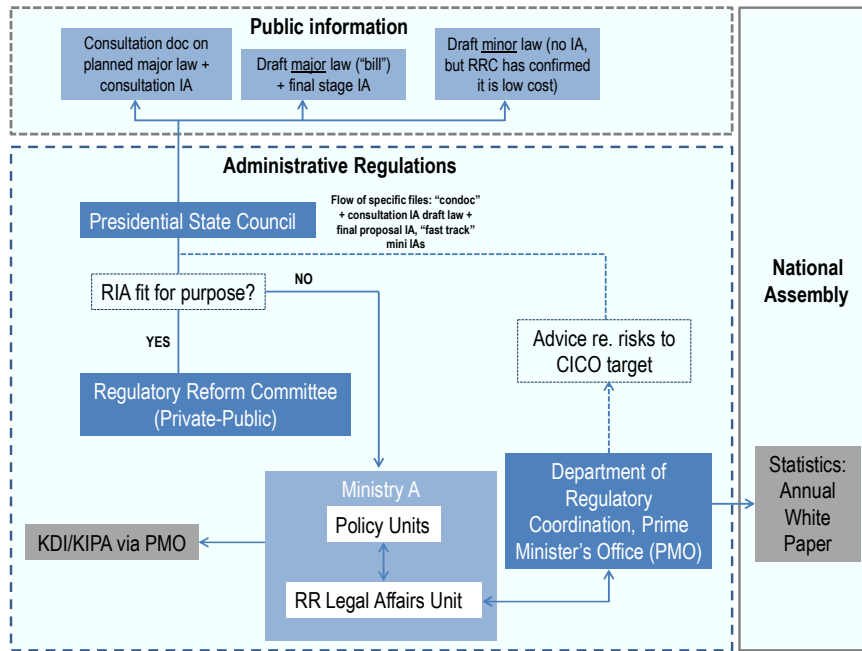 Public information
Consultation doc on
planned major law +
consultation IA
Draft major law (“bill”)
+ final stage IA
Draft minor law (no IA,
but RRC has confirmed
it is low cost)
Administrative Regulations
Presidential State Council
Flow of specific files: “condoc”
+ consultation IA draft law +
final proposal IA, “fast track”
mini IAs
RIA fit for purpose?
NO
YES
Regulatory Reform Committee
(Private-Public)
Advice re. risks to
CICO target
National
Assembly
Ministry A
Policy Units
RR Legal Affairs Unit
KDI/KIPA via PMO
Department of
Regulatory
Coordination, Prime
Minister’s Office (PMO)
Statistics:
Annual
White
Paper